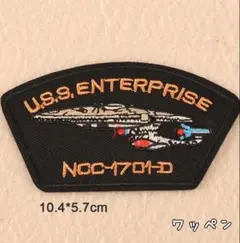 U.S.S. ENTERPRISE
NCC-1701-D
10.4*5.7cm
ワッペン